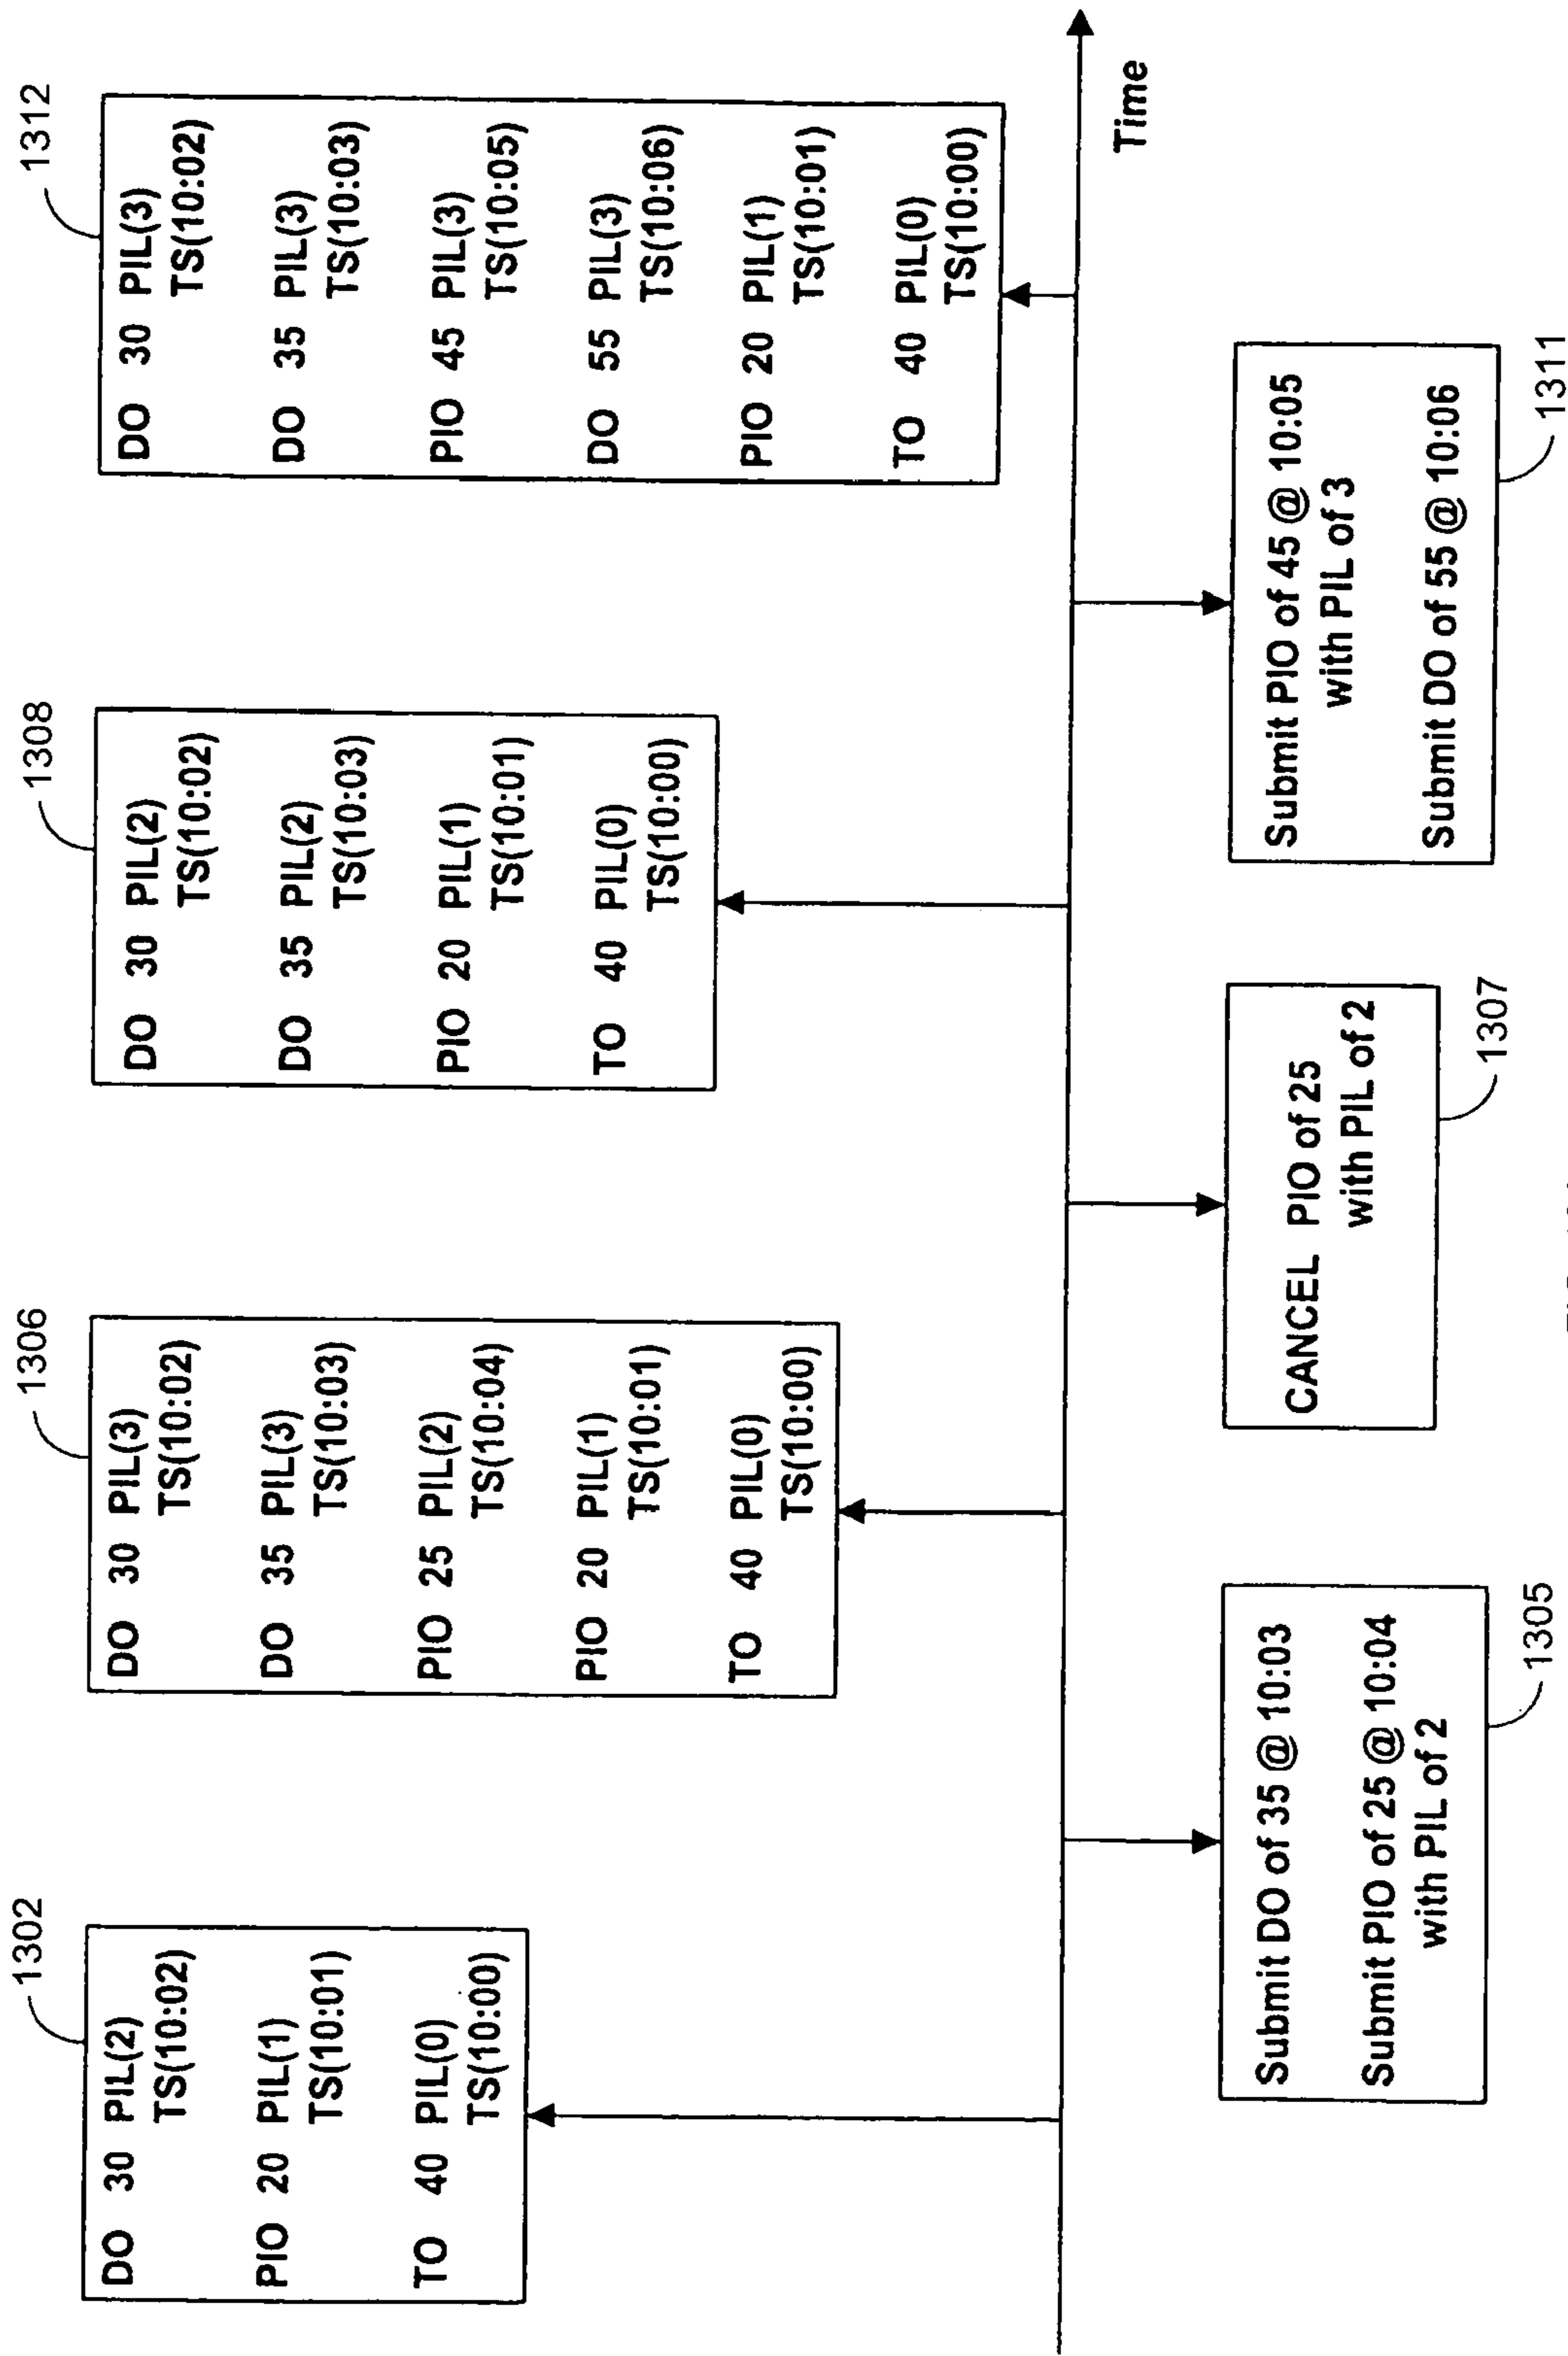 1302
DO 30 PIL(2)
TS(10:02)
PIO 20 PIL(1)
TS(10:01)
TO 40 PIL(0)
TS(10:00)
1306
DO 30 PIL(3)
TS(10:02)
DO 35 PIL(3)
TS(10:03)
PIO 25 PIL(2)
TS(10:04)
PIO 20 PIL(1)
TS(10:01)
TO 40 PIL(0)
TS(10:00)
1308
DO 30 PIL(2)
TS(10:02)
DO 35 PIL(2)
TS(10:03)
PIO 20 PIL(1)
TS(10:01)
TO 40 PIL(0)
TS(10:00)
1312
DO 30 PIL(3)
TS(10:02)
DO 35 PIL(3)
TS(10:03)
PIO 45 PIL(3)
TS(10:05)
DO 55 PIL(3)
TS(10:06)
PIO 20 PIL(1)
TS(10:01)
TO 40 PIL(0)
TS(10:00)
Time
Submit DO of 35 @ 10:03
Submit PIO of 25 @ 10:04
with PIL of 2
1305
CANCEL PIO of 25
with PIL of 2
1307
Submit PIO of 45 @ 10:05
with PIL of 3
Submit DO of 55 @ 10:06
1311